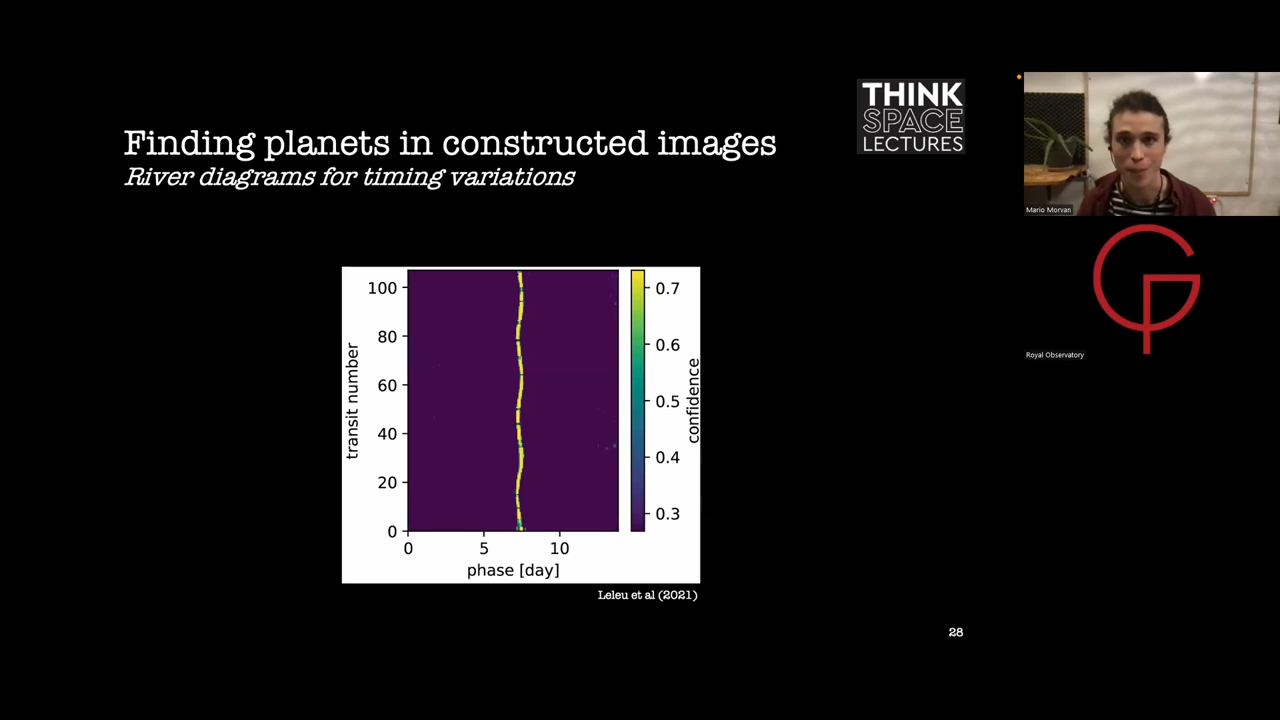 Finding planets in constructed images
River diagrams for timing variations
THINK
SPACE
LECTURES
Mario Morvan
Royal Observatory
100
80
60
40
20
0
transit number
0 5 10
phase [day]
0.7
0.6
0.5
0.4
0.3
confidence
Leleu et al (2021)
28